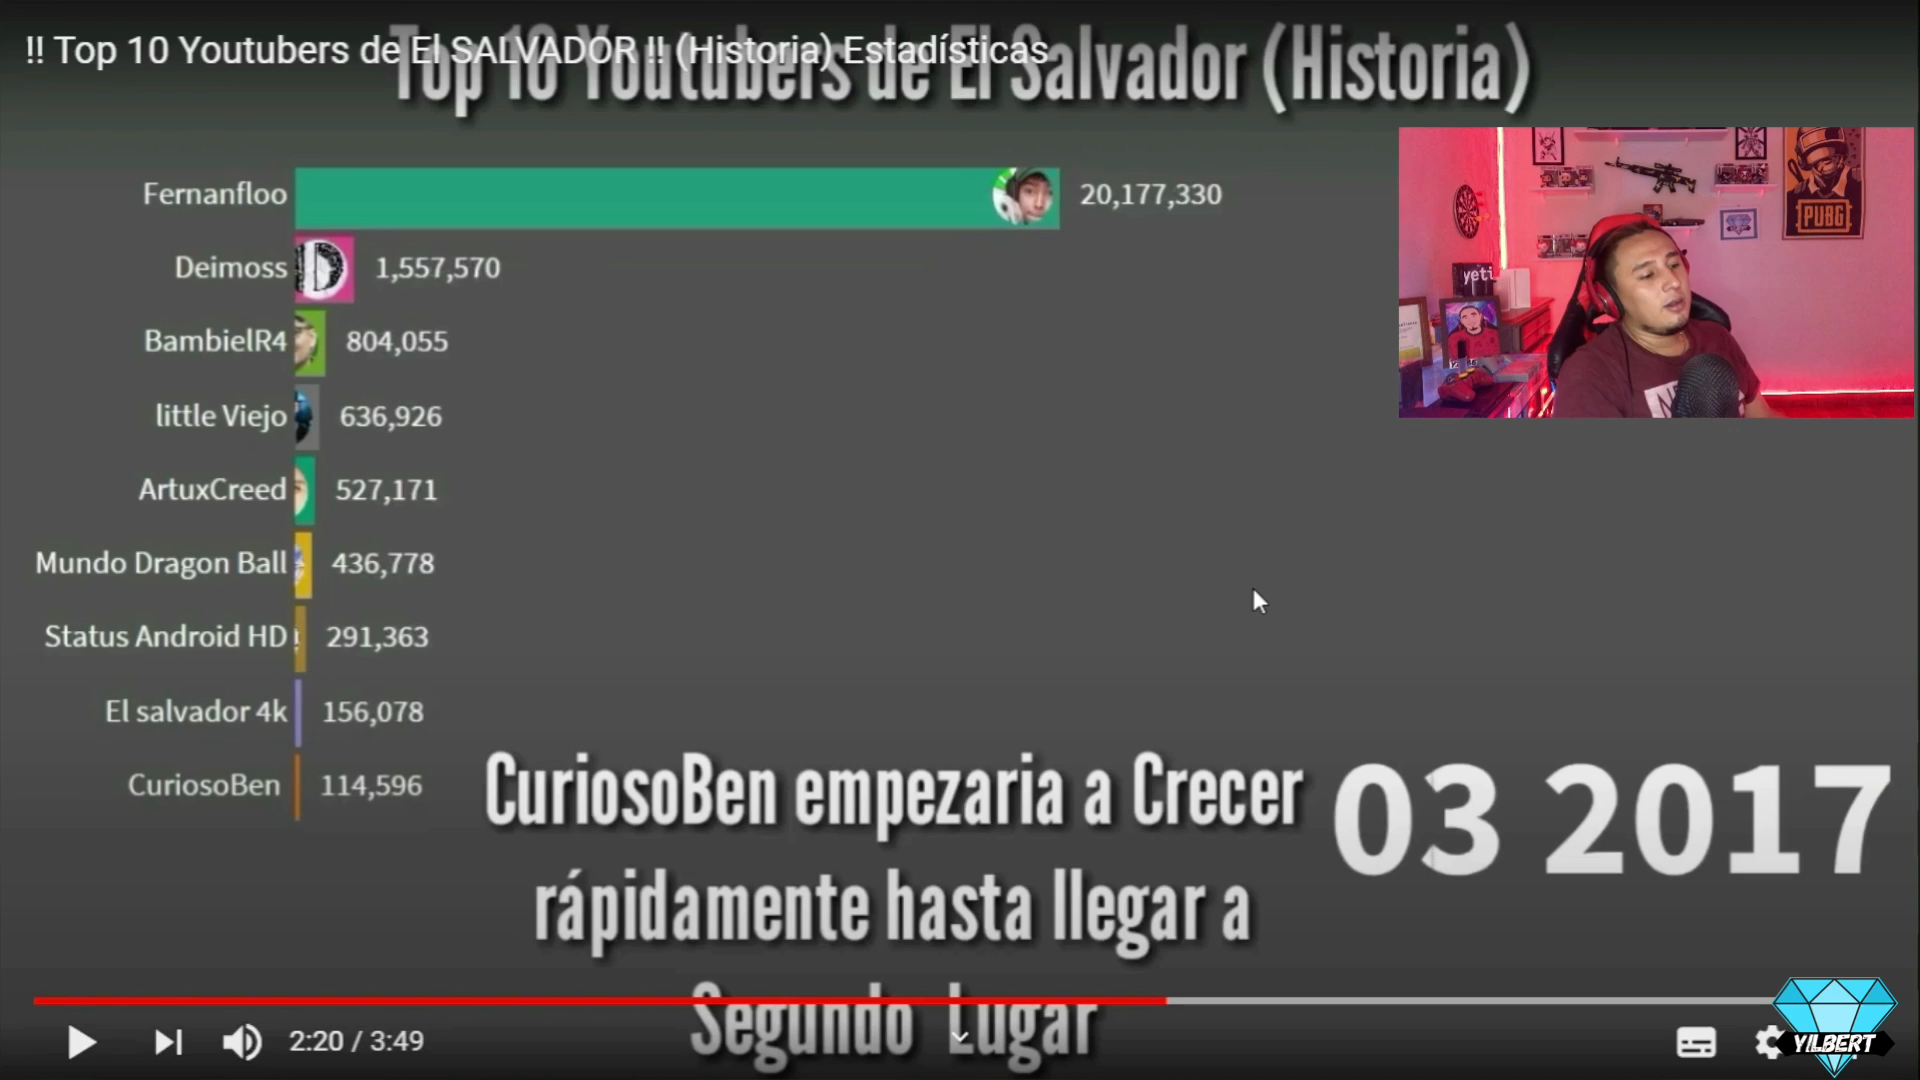 !! Top 10 Youtubers de El SALVADOR !! (Historia) Estadísticas
Top 10 Youtubers de El Salvador (Historia)
Fernanfloo 20,177,330
Deimoss 1,557,570
BambielR4 804,055
little Viejo 636,926
ArtuxCreed 527,171
Mundo Dragon Ball 436,778
Status Android HD 291,363
El salvador 4k 156,078
CuriosoBen 114,596
CuriosoBen empezaria a Crecer
rápidamente hasta llegar a
Segundo Lugar
03 2017
PUBG
yeti
2:20 / 3:49
YILBERT